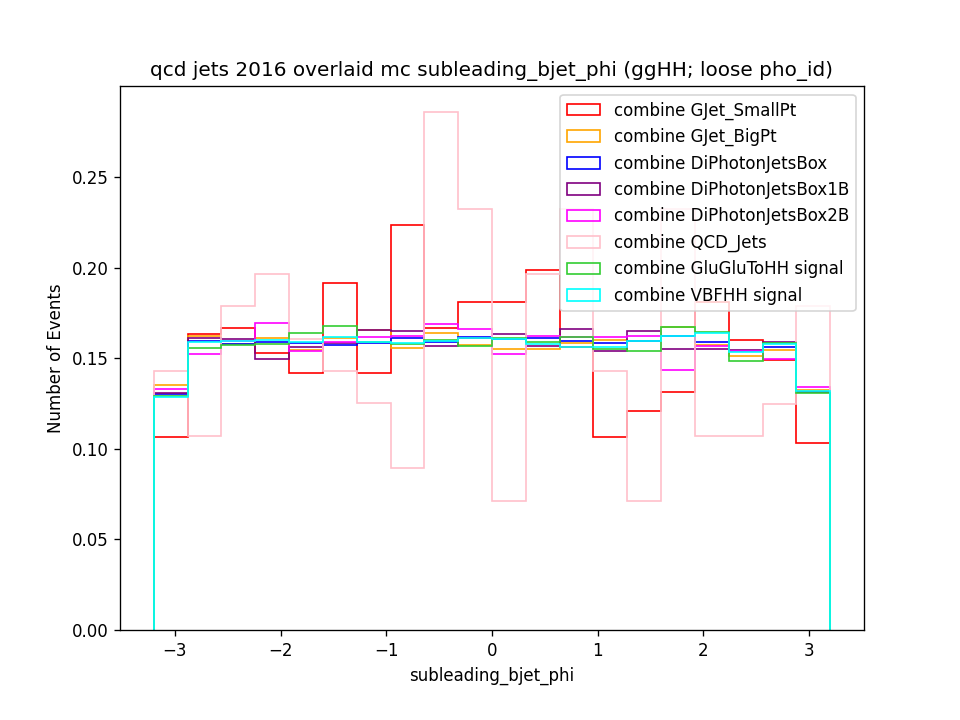 qcd jets 2016 overlaid mc subleading_bjet_phi (ggHH; loose pho_id)
combine GJet_SmallPt
combine GJet_BigPt
combine DiPhotonJetsBox
combine DiPhotonJetsBox1B
combine DiPhotonJetsBox2B
combine QCD_Jets
combine GluGluToHH signal
combine VBFHH signal
Number of Events
0.25
0.20
0.15
0.10
0.05
0.00
−3 −2 −1 0 1 2 3
subleading_bjet_phi